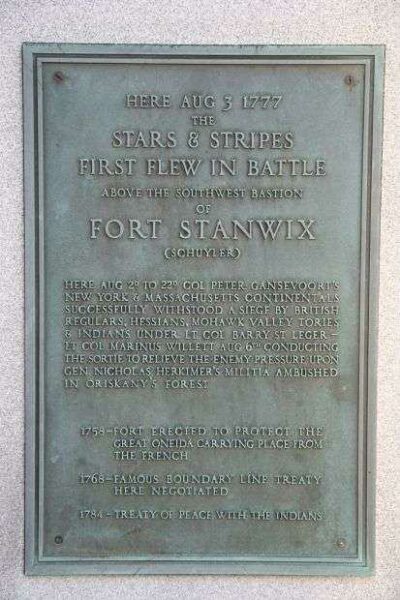 HERE AUG 3 1777
THE
STARS & STRIPES
FIRST FLEW IN BATTLE
ABOVE THE SOUTHWEST BASTION
OF
FORT STANWIX
(SCHUYLER)
HERE AUG 2D TO 22D COL PETER GANSEVOORT'S
NEW YORK & MASSACHUSETTS CONTINENTALS
SUCCESSFULLY WITHSTOOD A SIEGE BY BRITISH
REGULARS, HESSIANS, MOHAWK VALLEY TORIES
& INDIANS UNDER LT. COL BARRY ST. LEGER–
LT COL MARINUS WILLETT AUG 6TH CONDUCTING
THE SORTIE TO RELIEVE THE ENEMY PRESSURE UPON
GEN. NICHOLAS HERKIMER'S MILITIA AMBUSHED
IN ORISKANY'S FOREST
1758–FORT ERECTED TO PROTECT THE
GREAT ONEIDA CARRYING PLACE FROM
THE FRENCH
1768–FAMOUS BOUNDARY LINE TREATY
HERE NEGOTIATED
1784–TREATY OF PEACE WITH THE INDIANS